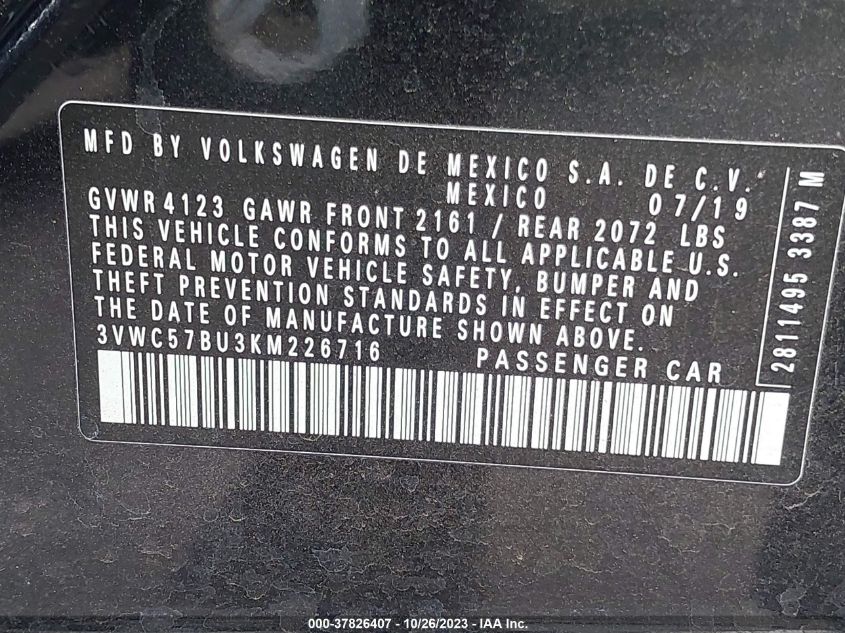 MFD BY VOLKSWAGEN DE MEXICO S.A. DE C.V.
MEXICO 07/19
GVWR 4123 GAWR FRONT 2161 / REAR 2072 LBS
THIS VEHICLE CONFORMS TO ALL APPLICABLE U.S.
FEDERAL MOTOR VEHICLE SAFETY, BUMPER AND
THEFT PREVENTION STANDARDS IN EFFECT ON
THE DATE OF MANUFACTURE SHOWN ABOVE.
3VWC57BU3KM226716 PASSENGER CAR
2811495 3387 M
000-37826407 - 10/26/2023 - IAA Inc.